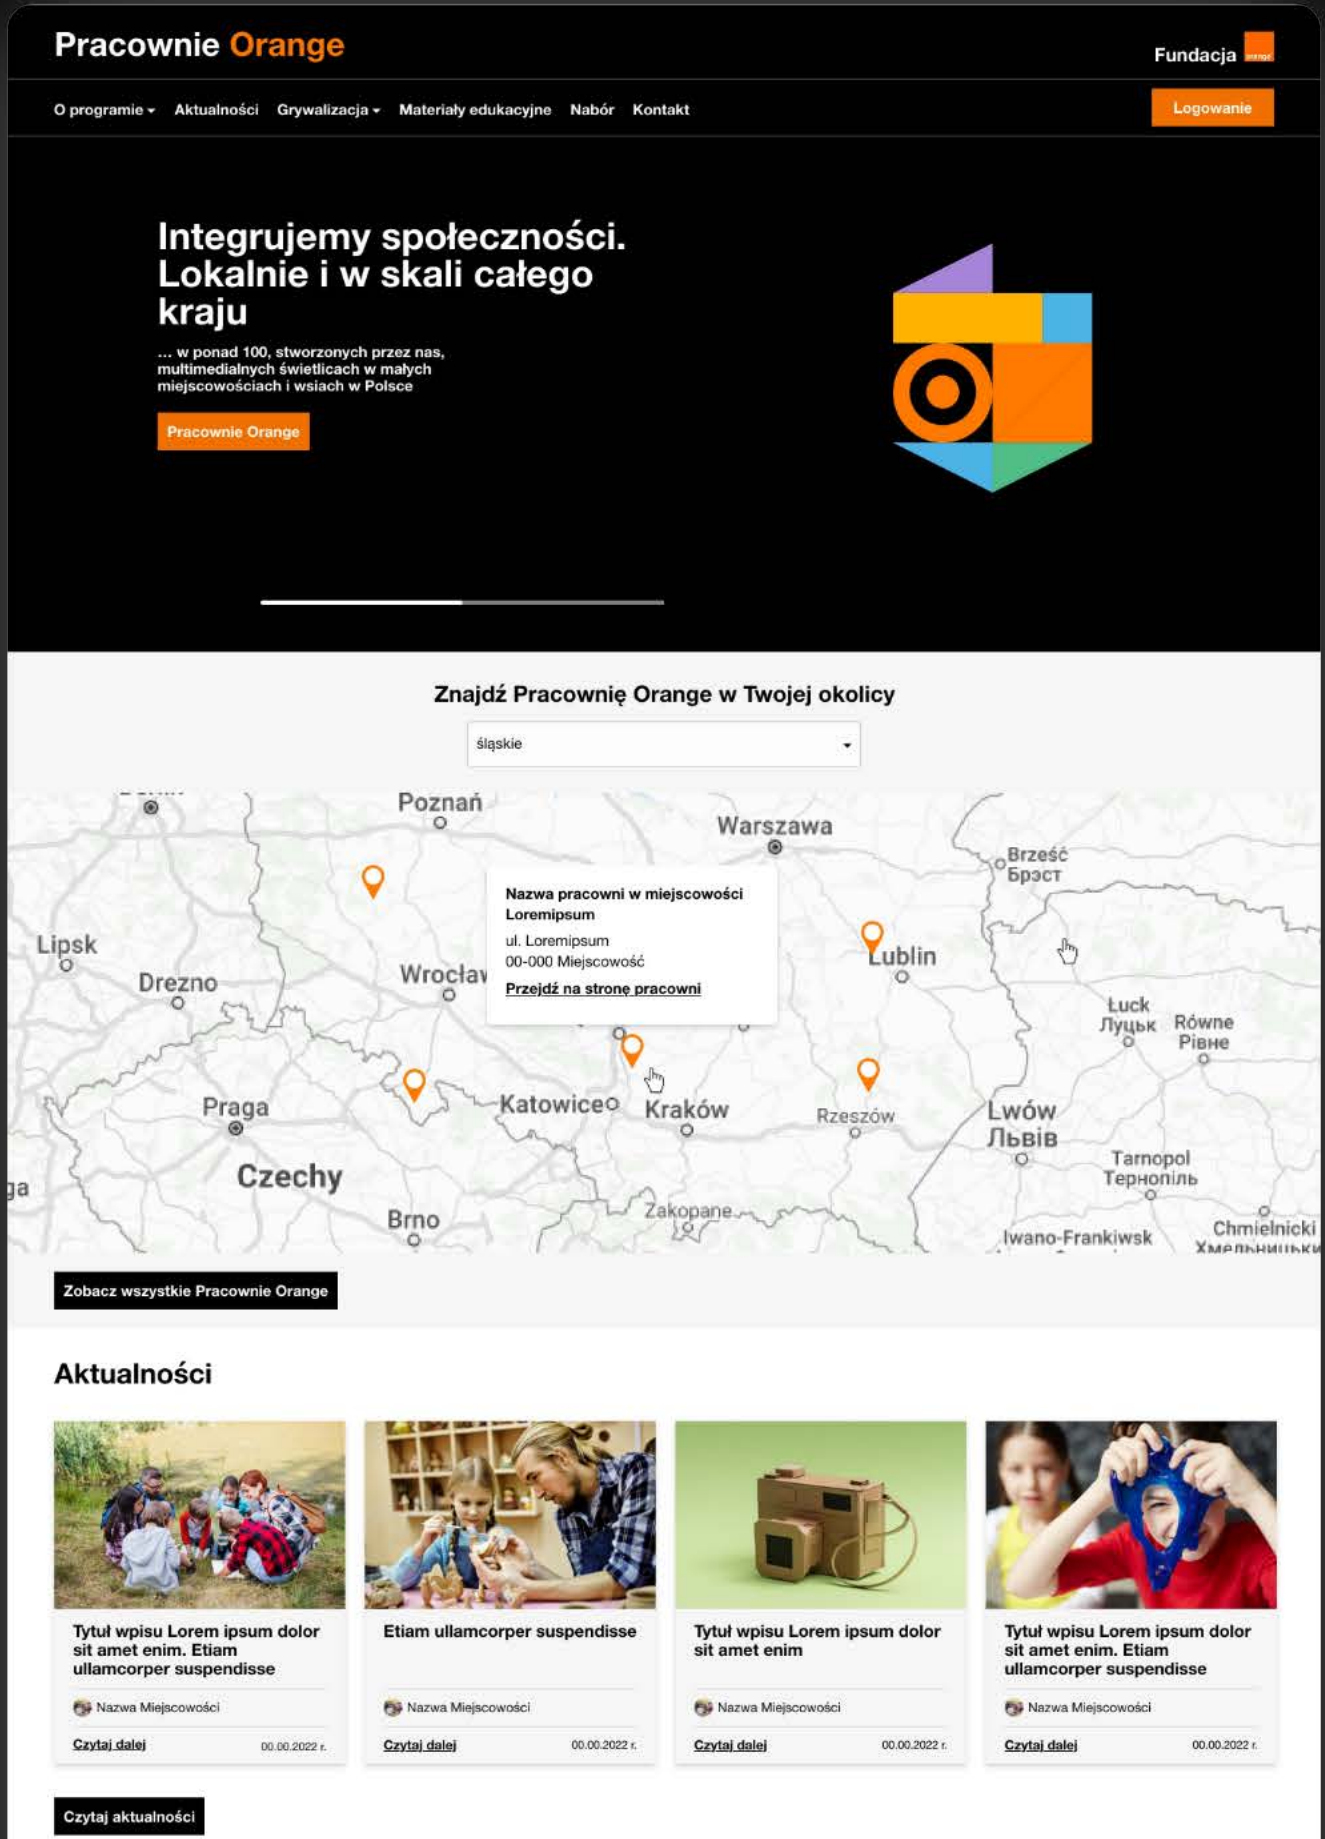 Pracownie Orange
Fundacja
orange
O programie Aktualności Grywalizacja Materiały edukacyjne Nabór Kontakt
Logowanie
Integrujemy społeczności.
Lokalnie i w skali całego
kraju
... w ponad 100, stworzonych przez nas,
multimedialnych świetlicach w małych
miejscowościach i wsiach w Polsce
Pracownie Orange
Znajdź Pracownię Orange w Twojej okolicy
śląskie
Poznań
Warszawa
Brześć
Брэст
Lipsk
Drezno
Wrocław
Nazwa pracowni w miejscowości
Loremipsum
ul. Loremipsum
00-000 Miejscowość
Przejdź na stronę pracowni
Lublin
Łuck
Луцьк
Równe
Рівне
Praga
Katowice
Kraków
Rzeszów
Lwów
Львів
Czechy
Tarnopol
Тернопіль
ga
Brno
Zakopane
Iwano-Frankiwsk
Chmielnicki
Zobacz wszystkie Pracownie Orange
Aktualności
Tytuł wpisu Lorem ipsum dolor
sit amet enim. Etiam
ullamcorper suspendisse
Nazwa Miejscowości
Czytaj dalej 00.00.2022 r.
Etiam ullamcorper suspendisse
Nazwa Miejscowości
Czytaj dalej 00.00.2022 r.
Tytuł wpisu Lorem ipsum dolor
sit amet enim
Nazwa Miejscowości
Czytaj dalej 00.00.2022 r.
Tytuł wpisu Lorem ipsum dolor
sit amet enim. Etiam
ullamcorper suspendisse
Nazwa Miejscowości
Czytaj dalej 00.00.2022 r.
Czytaj aktualności